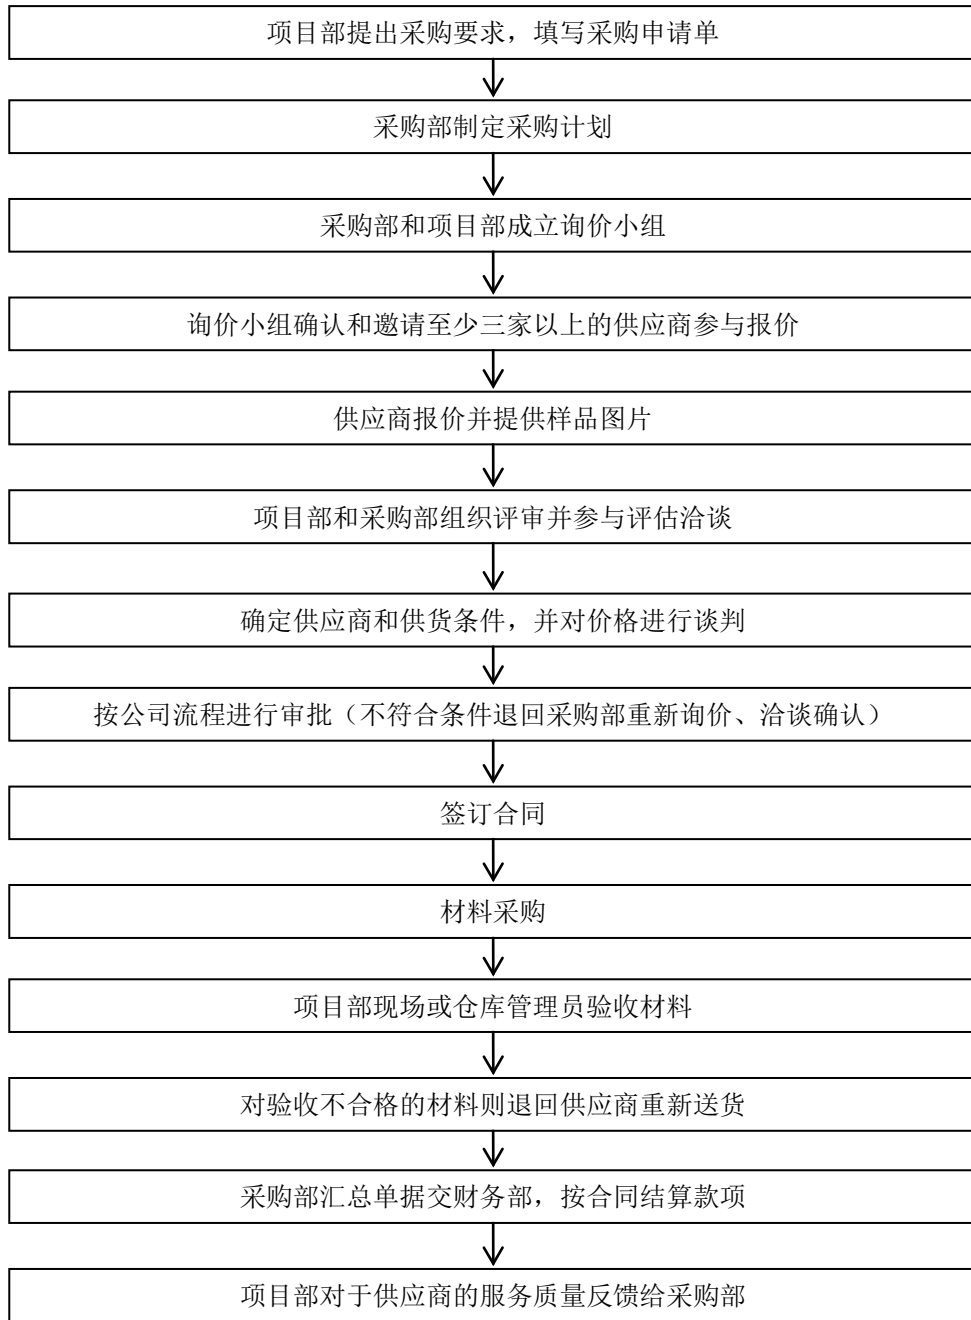 项目部提出采购要求，填写采购申请单
采购部制定采购计划
采购部和项目部成立询价小组
询价小组确认和邀请至少三家以上的供应商参与报价
供应商报价并提供样品图片
项目部和采购部组织评审并参与评估洽谈
确定供应商和供货条件，并对价格进行谈判
按公司流程进行审批（不符合条件退回采购部重新询价、洽谈确认）
签订合同
材料采购
项目部现场或仓库管理员验收材料
对验收不合格的材料则退回供应商重新送货
采购部汇总单据交财务部，按合同结算款项
项目部对于供应商的服务质量反馈给采购部